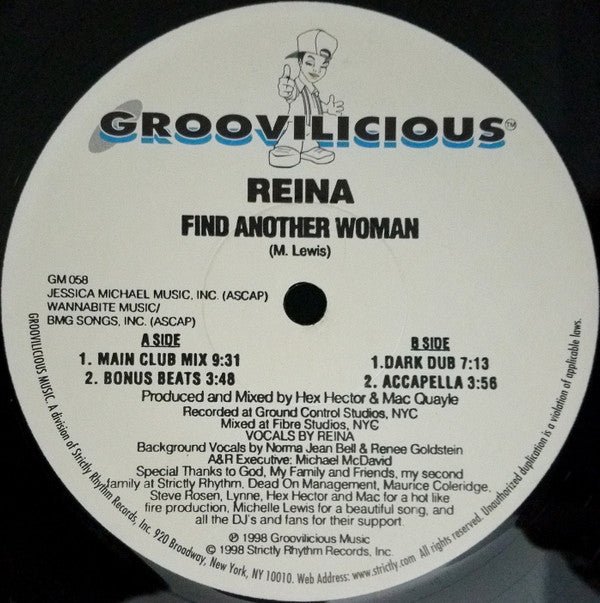 GROOVILICIOUS™
REINA
FIND ANOTHER WOMAN
(M. Lewis)
GM 058
JESSICA MICHAEL MUSIC, INC. (ASCAP)
WANNABITE MUSIC/
BMG SONGS, INC. (ASCAP)
A SIDE
1. MAIN CLUB MIX 9:31
2. BONUS BEATS 3:48
B SIDE
1.DARK DUB 7:13
2. ACCAPELLA 3:56
Produced and Mixed by Hex Hector & Mac Quayle
Recorded at Ground Control Studios, NYC
Mixed at Fibre Studios, NYC
VOCALS BY REINA
Background Vocals by Norma Jean Bell & Renee Goldstein
A&R Executive: Michael McDavid
Special Thanks to God, My Family and Friends, my second
family at Strictly Rhythm, Dead On Management, Maurice Coleridge,
Steve Rosen, Lynne, Hex Hector and Mac for a hot like
fire production, Michelle Lewis for a beautiful song, and
all the DJ's and fans for their support.
℗ 1998 Groovilicious Music
© 1998 Strictly Rhythm Records, Inc.
GROOVILICIOUS MUSIC. A division of Strictly Rhythm Records, Inc. 920 Broadway, New York, NY 10010. Web Address: www.strictly.com All rights reserved. Unauthorized duplication is a violation of applicable laws.